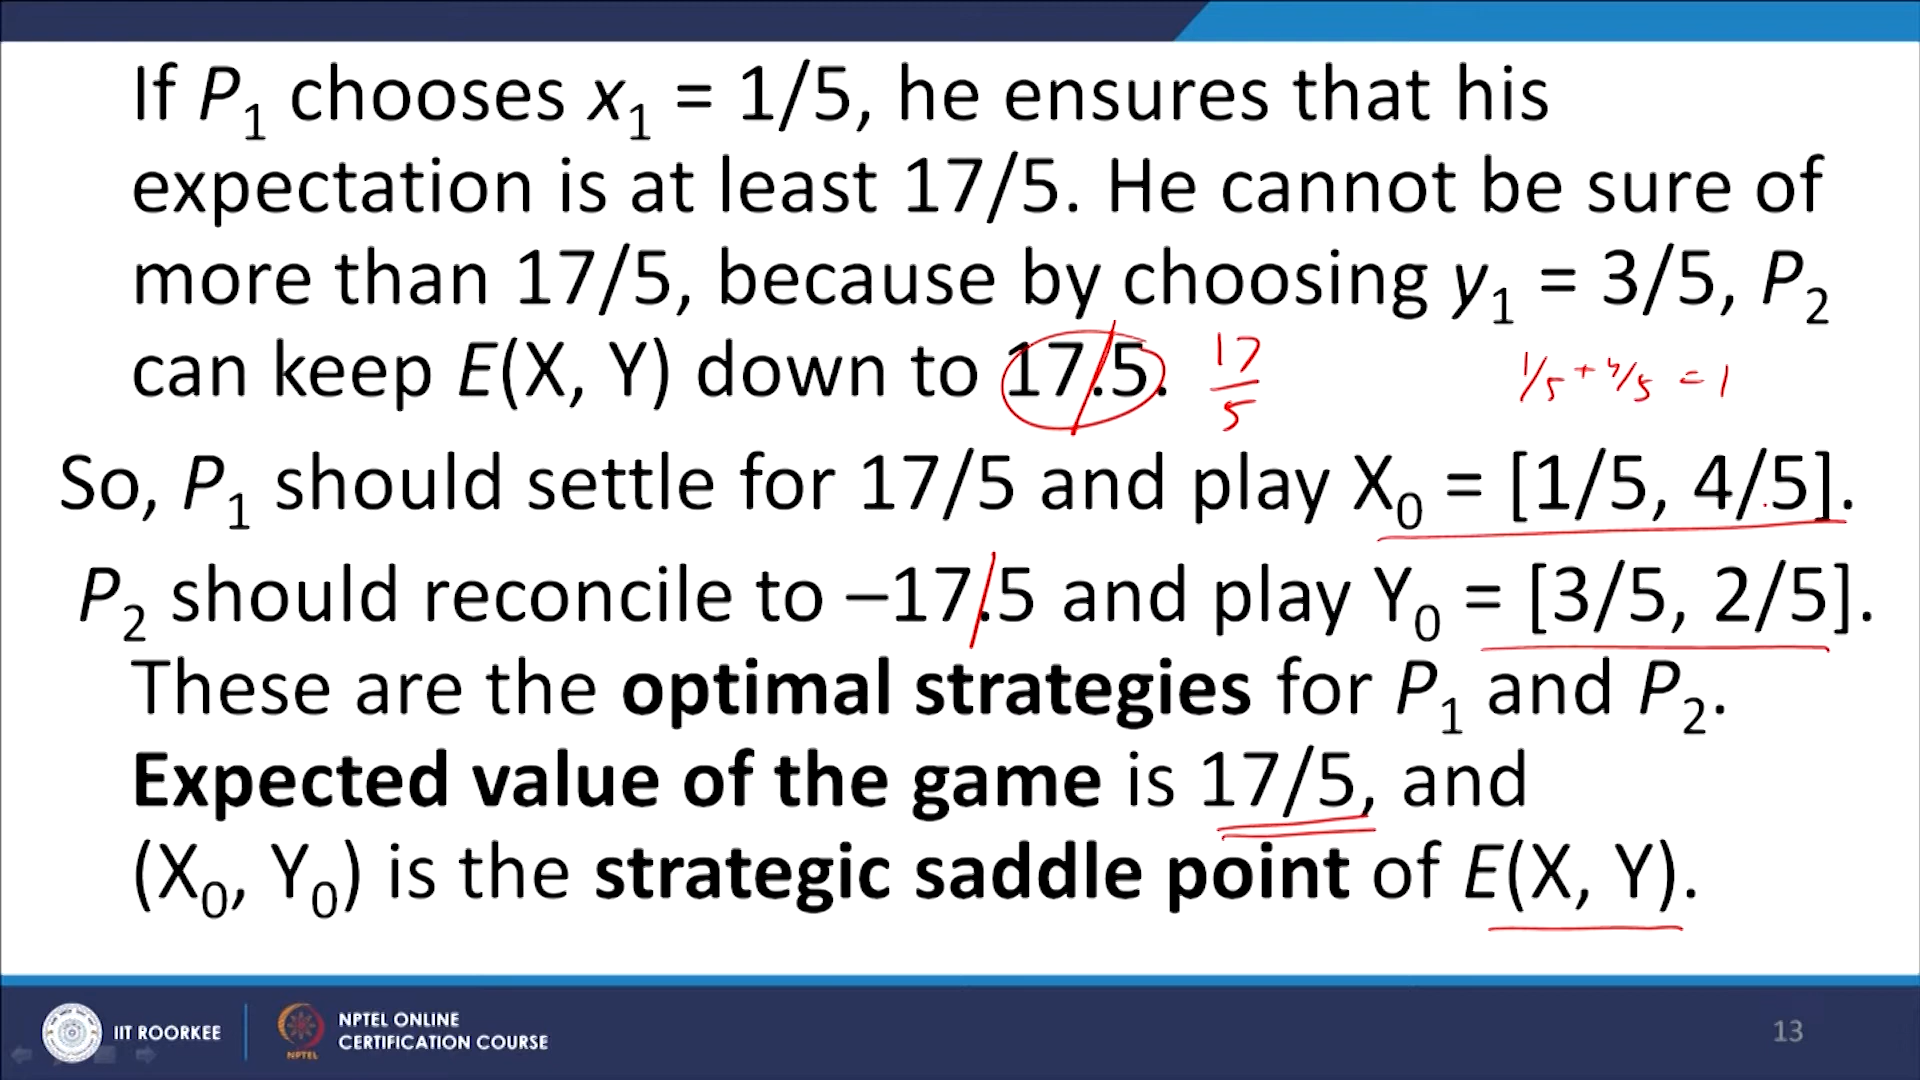 If P₁ chooses x₁ = 1/5, he ensures that his
expectation is at least 17/5. He cannot be sure of
more than 17/5, because by choosing y₁ = 3/5, P₂
can keep E(X, Y) down to 17.5.
17/5
1/5 + 4/5 = 1
So, P₁ should settle for 17/5 and play X₀ = [1/5, 4/5].
P₂ should reconcile to –17.5 and play Y₀ = [3/5, 2/5].
These are the optimal strategies for P₁ and P₂.
Expected value of the game is 17/5, and
(X₀, Y₀) is the strategic saddle point of E(X, Y).
IIT ROORKEE
NPTEL
NPTEL ONLINE
CERTIFICATION COURSE
13